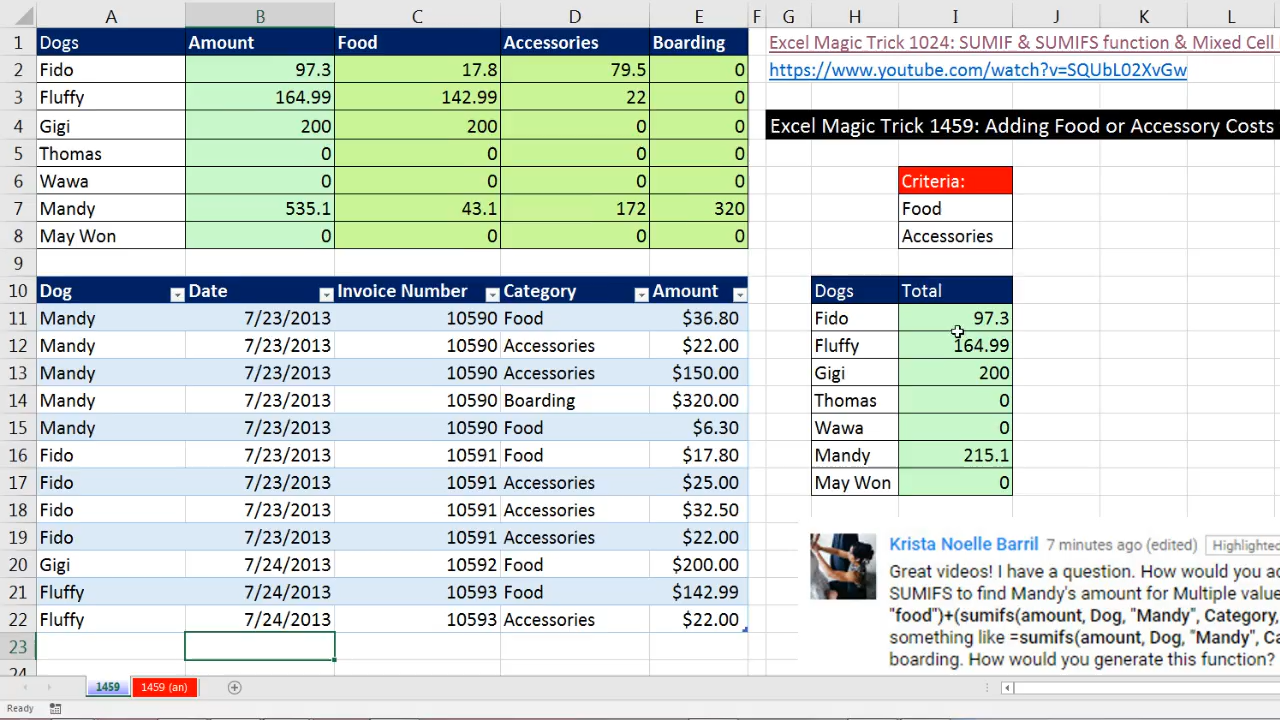 A B C D E F G H I J K L
1 Dogs Amount Food Accessories Boarding Excel Magic Trick 1024: SUMIF & SUMIFS function & Mixed Cell
2 Fido 97.3 17.8 79.5 0 https://www.youtube.com/watch?v=SQUbL02XvGw
3 Fluffy 164.99 142.99 22 0
4 Gigi 200 200 0 0 Excel Magic Trick 1459: Adding Food or Accessory Costs
5 Thomas 0 0 0 0
6 Wawa 0 0 0 0 Criteria:
7 Mandy 535.1 43.1 172 320 Food
8 May Won 0 0 0 0 Accessories
9
10 Dog Date Invoice Number Category Amount Dogs Total
11 Mandy 7/23/2013 10590 Food $36.80 Fido 97.3
12 Mandy 7/23/2013 10590 Accessories $22.00 Fluffy 164.99
13 Mandy 7/23/2013 10590 Accessories $150.00 Gigi 200
14 Mandy 7/23/2013 10590 Boarding $320.00 Thomas 0
15 Mandy 7/23/2013 10590 Food $6.30 Wawa 0
16 Fido 7/23/2013 10591 Food $17.80 Mandy 215.1
17 Fido 7/23/2013 10591 Accessories $25.00 May Won 0
18 Fido 7/23/2013 10591 Accessories $32.50
19 Fido 7/23/2013 10591 Accessories $22.00
20 Gigi 7/24/2013 10592 Food $200.00
21 Fluffy 7/24/2013 10593 Food $142.99
22 Fluffy 7/24/2013 10593 Accessories $22.00
23
24
Krista Noelle Barril 7 minutes ago (edited) Highlighted
Great videos! I have a question. How would you
SUMIFS to find Mandy's amount for Multiple
"food")+(sumifs(amount, Dog, "Mandy", Category,
something like =sumifs(amount, Dog, "Mandy",
boarding. How would you generate this function?
1459 1459 (an)
Ready